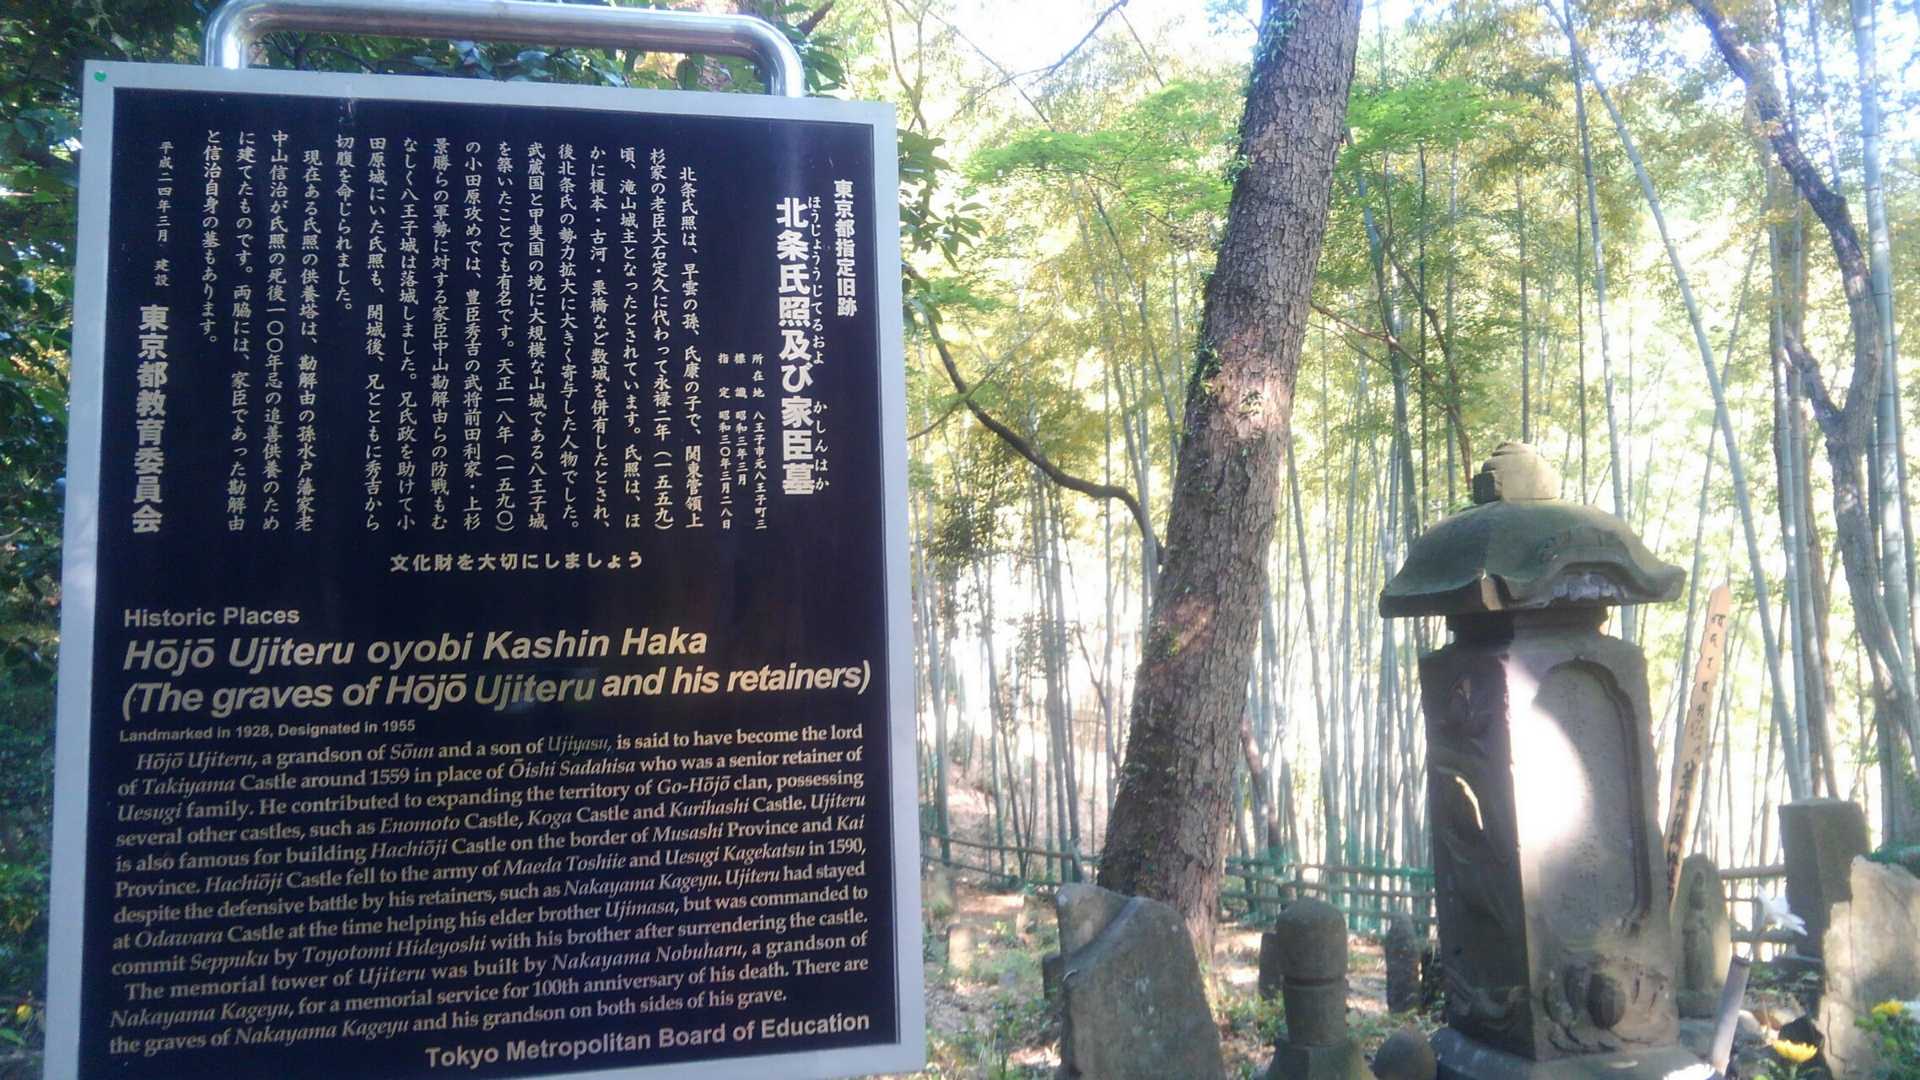 東京都指定旧跡
ほうじょううじてるおよ かしんはか
北条氏照及び家臣墓
所在地 八王子市元八王子町三
標識 昭和三年三月
指定 昭和三〇年三月二八日
北条氏照は、早雲の孫、氏康の子で、関東管領上
杉家の老臣大石定久に代わって永禄二年（一五五九）
頃、滝山城主となったとされています。氏照は、ほ
かに榎本・古河・栗橋など数城を併有したとされ、
後北条氏の勢力拡大に大きく寄与した人物でした。
武蔵国と甲斐国の境に大規模な山城である八王子城
を築いたことでも有名です。天正一八年（一五九〇）
の小田原攻めでは、豊臣秀吉の武将前田利家・上杉
景勝らの軍勢に対する家臣中山勘解由らの防戦もむ
なしく八王子城は落城しました。兄氏政を助けて小
田原城にいた氏照も、開城後、兄とともに秀吉から
切腹を命じられました。
現在ある氏照の供養塔は、勘解由の孫水戸藩家老
中山信治が氏照の死後一〇〇年忌の追善供養のため
に建てたものです。両脇には、家臣であった勘解由
と信治自身の墓もあります。
平成二四年三月 建設
東京都教育委員会
文化財を大切にしましょう
Historic Places
Hōjō Ujiteru oyobi Kashin Haka
(The graves of Hōjō Ujiteru and his retainers)
Landmarked in 1928, Designated in 1955
Hōjō Ujiteru, a grandson of Sōun and a son of Ujiyasu, is said to have become the lord
of Takiyama Castle around 1559 in place of Ōishi Sadahisa who was a senior retainer of
Uesugi family. He contributed to expanding the territory of Go-Hōjō clan, possessing
several other castles, such as Enomoto Castle, Koga Castle and Kurihashi Castle. Ujiteru
is also famous for building Hachiōji Castle on the border of Musashi Province and Kai
Province. Hachiōji Castle fell to the army of Maeda Toshiie and Uesugi Kagekatsu in 1590,
despite the defensive battle by his retainers, such as Nakayama Kageyu. Ujiteru had stayed
at Odawara Castle at the time helping his elder brother Ujimasa, but was commanded to
commit Seppuku by Toyotomi Hideyoshi with his brother after surrendering the castle.
The memorial tower of Ujiteru was built by Nakayama Nobuharu, a grandson of
Nakayama Kageyu, for a memorial service for 100th anniversary of his death. There are
the graves of Nakayama Kageyu and his grandson on both sides of his grave.
Tokyo Metropolitan Board of Education